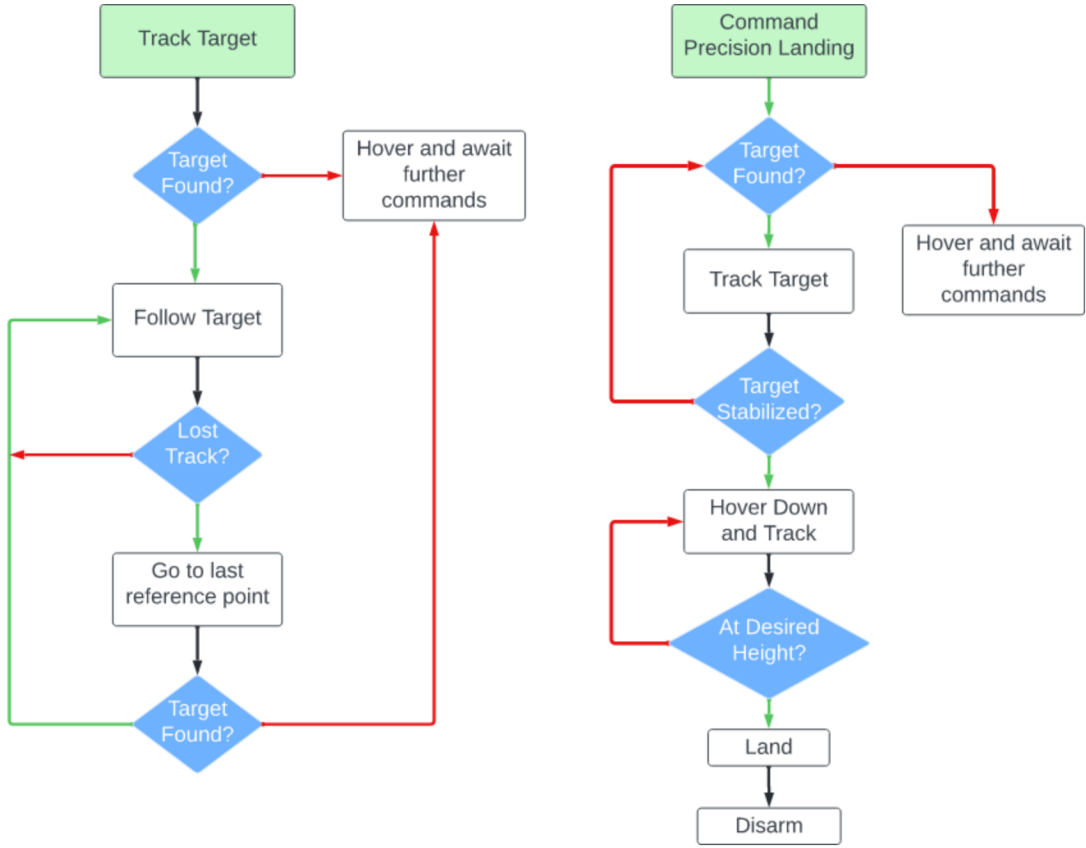 Track Target
Target
Found?
Hover and await
further
commands
Follow Target
Lost
Track?
Go to last
reference point
Target
Found?
Command
Precision Landing
Target
Found?
Hover and await
further
commands
Track Target
Target
Stabilized?
Hover Down
and Track
At Desired
Height?
Land
Disarm